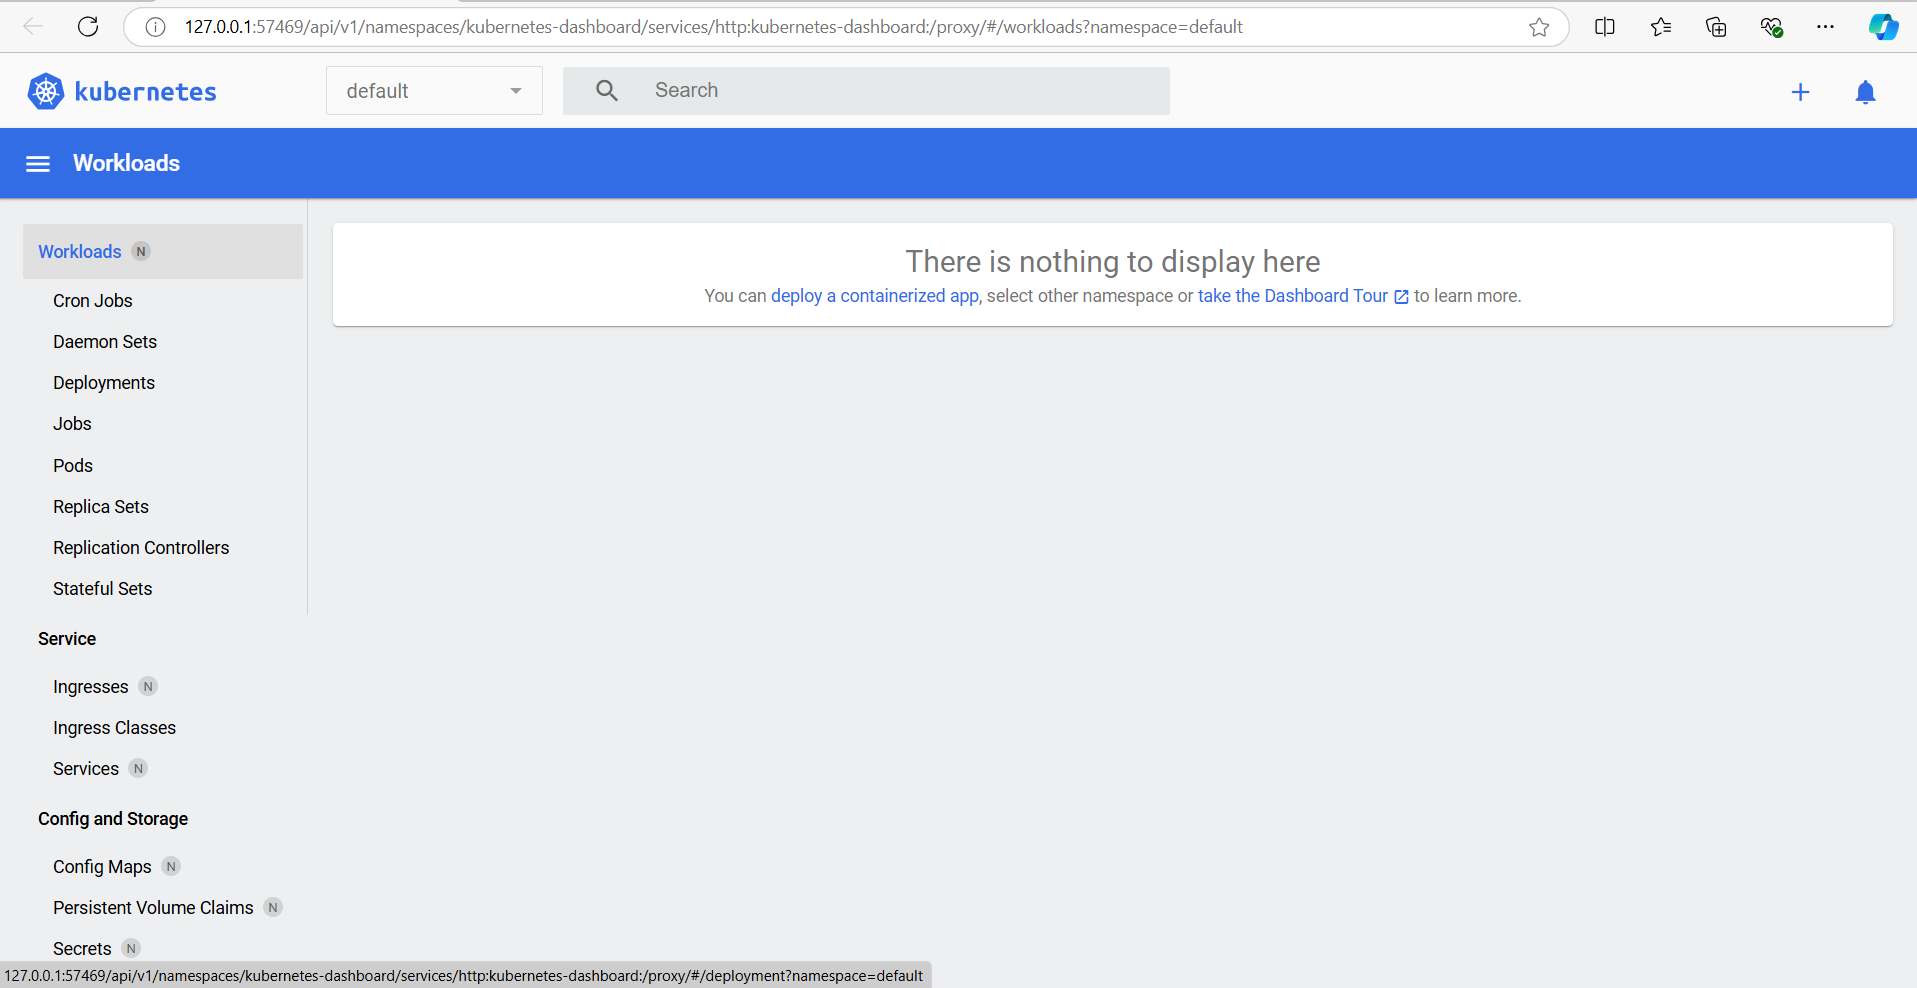 127.0.0.1:57469/api/v1/namespaces/kubernetes-dashboard/services/http:kubernetes-dashboard:/proxy/#/workloads?namespace=default
kubernetes
default
Search
Workloads
Workloads N
Cron Jobs
Daemon Sets
Deployments
Jobs
Pods
Replica Sets
Replication Controllers
Stateful Sets
Service
Ingresses N
Ingress Classes
Services N
Config and Storage
Config Maps N
Persistent Volume Claims N
Secrets N
There is nothing to display here
You can deploy a containerized app, select other namespace or take the Dashboard Tour to learn more.
127.0.0.1:57469/api/v1/namespaces/kubernetes-dashboard/services/http:kubernetes-dashboard:/proxy/#/deployment?namespace=default